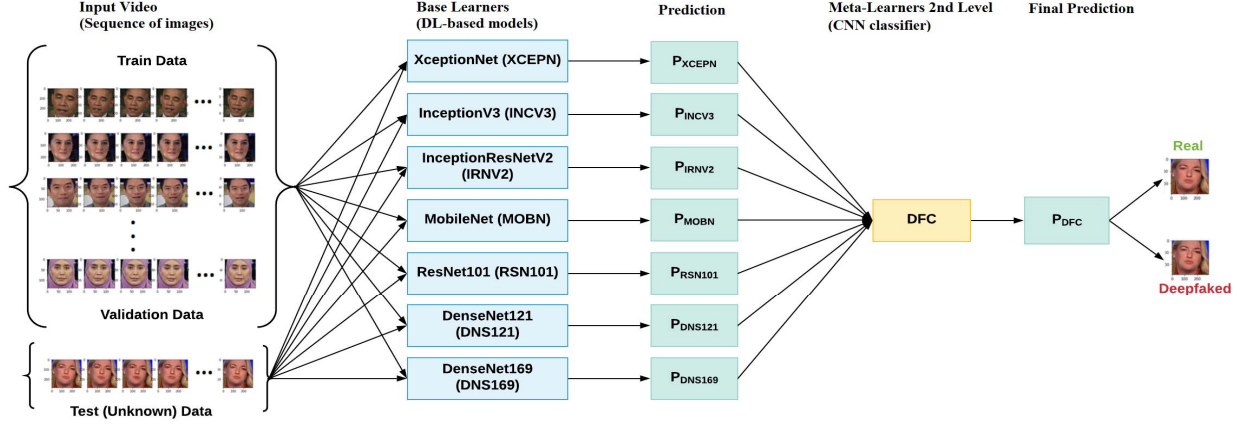 Input Video
(Sequence of images)
Base Learners
(DL-based models)
Prediction
Meta-Learners 2nd Level
(CNN classifier)
Final Prediction
Train Data
Validation Data
Test (Unknown) Data
XceptionNet (XCEPN)
InceptionV3 (INCV3)
InceptionResNetV2
(IRNV2)
MobileNet (MOBN)
ResNet101 (RSN101)
DenseNet121
(DNS121)
DenseNet169
(DNS169)
PXCEPN
PINCV3
PIRNV2
PMOBN
PRSN101
PDNS121
PDNS169
DFC
PDFC
Real
Deepfaked